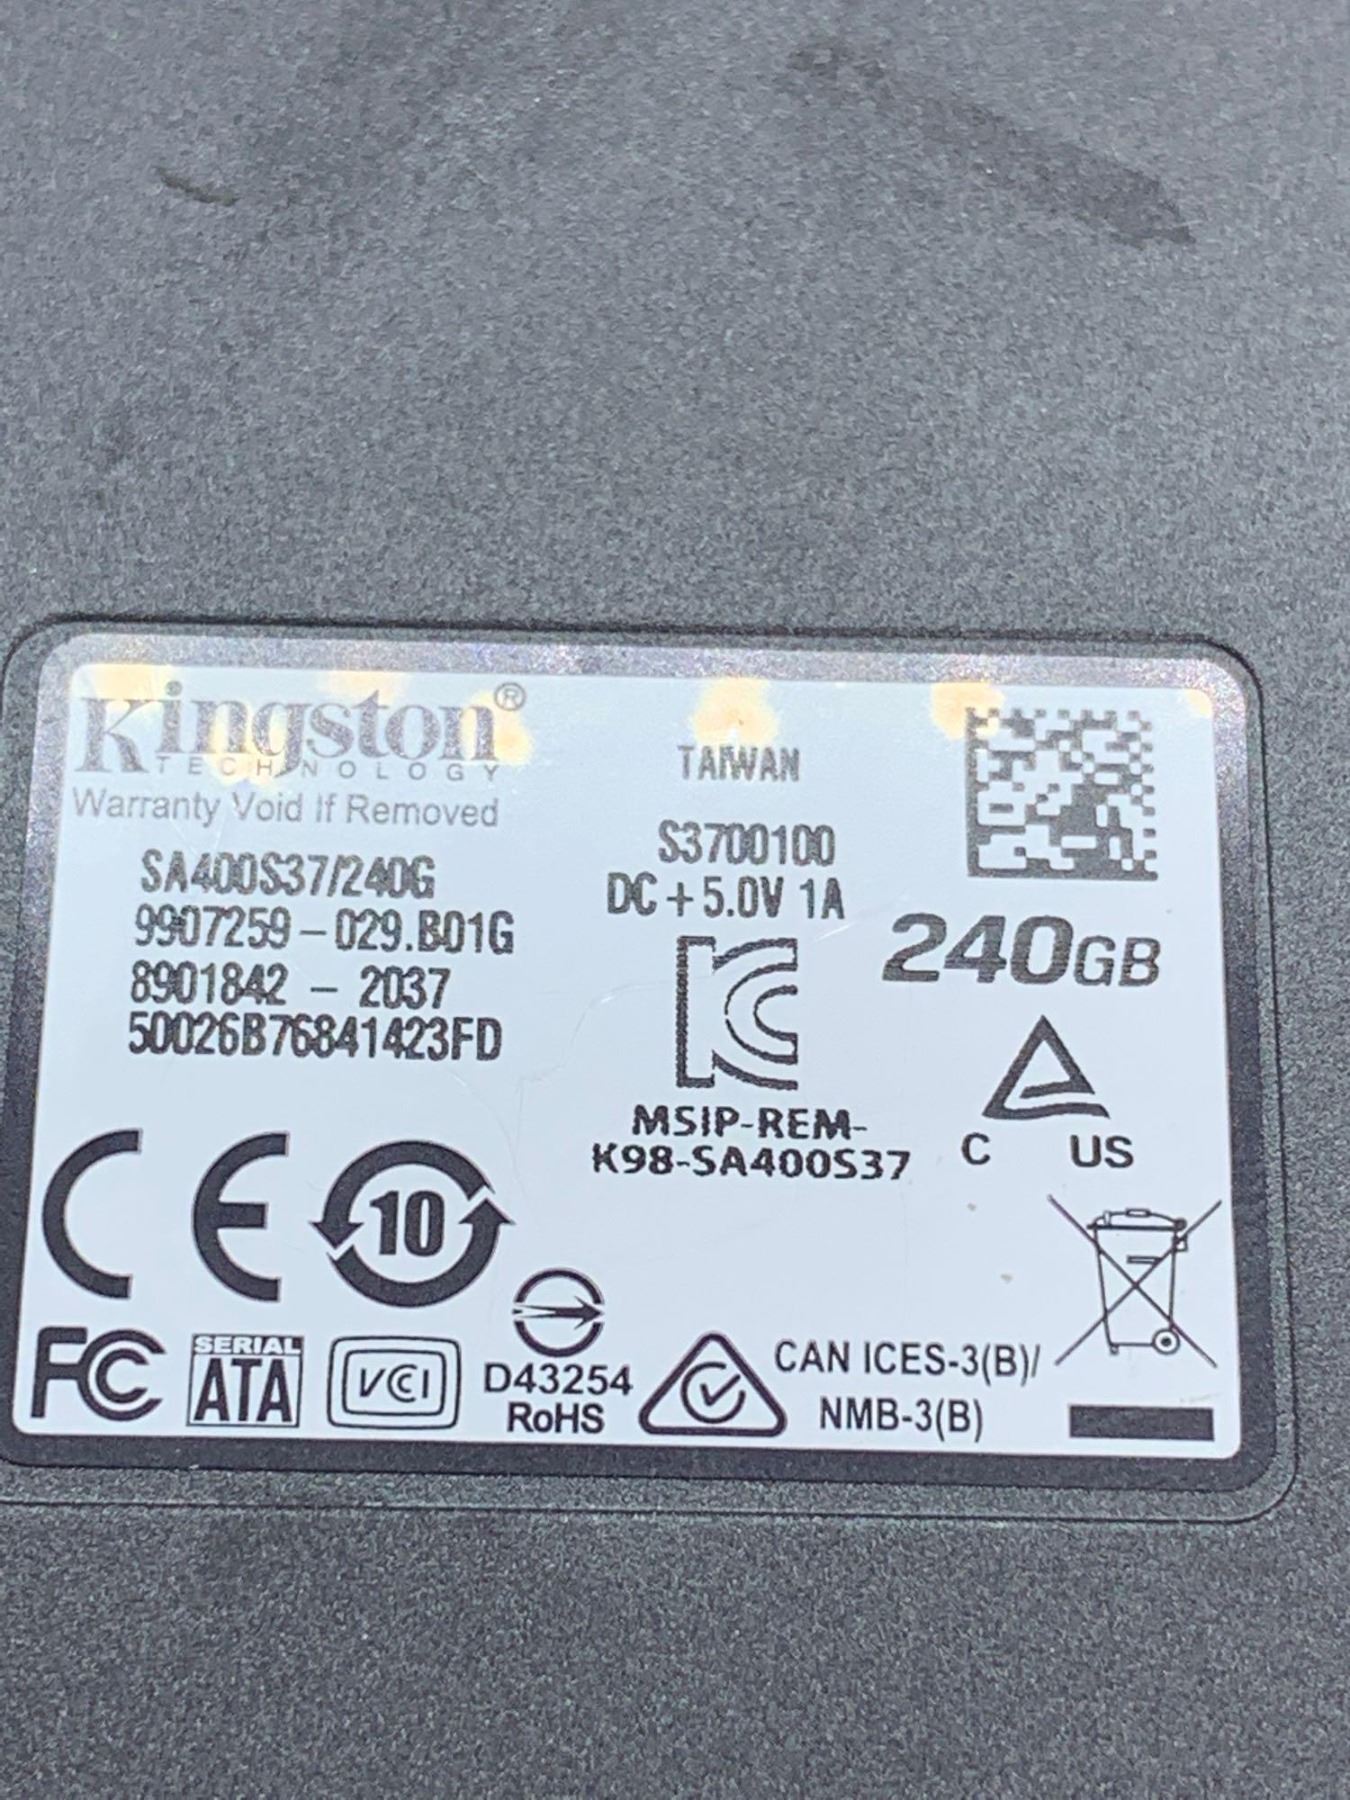 Kingston®
TECHNOLOGY
Warranty Void If Removed
SA400S37/240G
9907259-029.B01G
8901842 - 2037
50026B76841423FD
TAIWAN
S3700100
DC+5.0V 1A
240GB
KC
MSIP-REM-
K98-SA400S37
C US
CE
10
FC
SERIAL
ATA
VCCI
D43254
RoHS
CAN ICES-3(B)/
NMB-3(B)